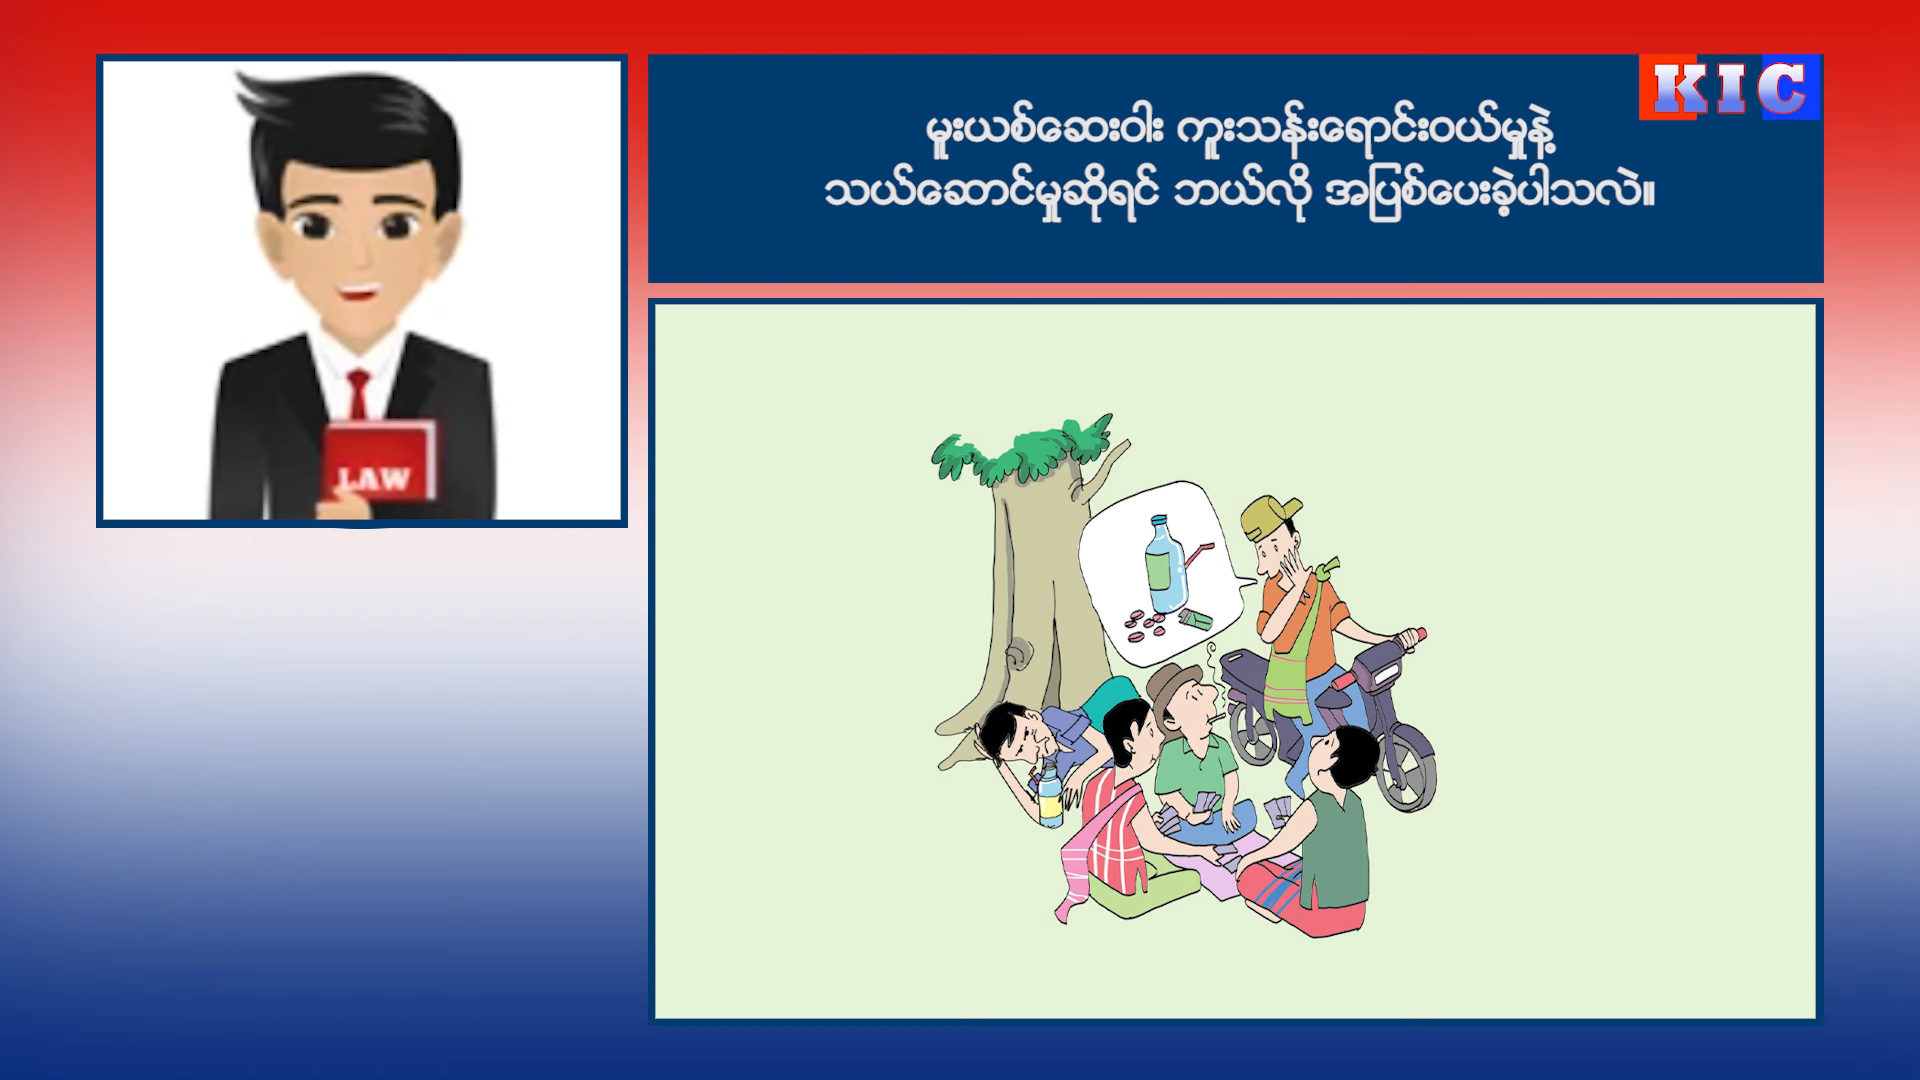 KIC
မူးယစ်ဆေးဝါး ကူးသန်းရောင်းဝယ်မှုနဲ့
သယ်ဆောင်မှုဆိုရင် ဘယ်လို အပြစ်ပေးခဲ့ပါသလဲ။
LAW